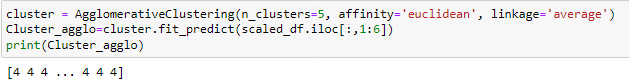 cluster = AgglomerativeClustering(n_clusters=5, affinity='euclidean', linkage='average')
Cluster_agglo=cluster.fit_predict(scaled_df.iloc[:,1:6])
print(Cluster_agglo)
[4 4 4 ... 4 4 4]